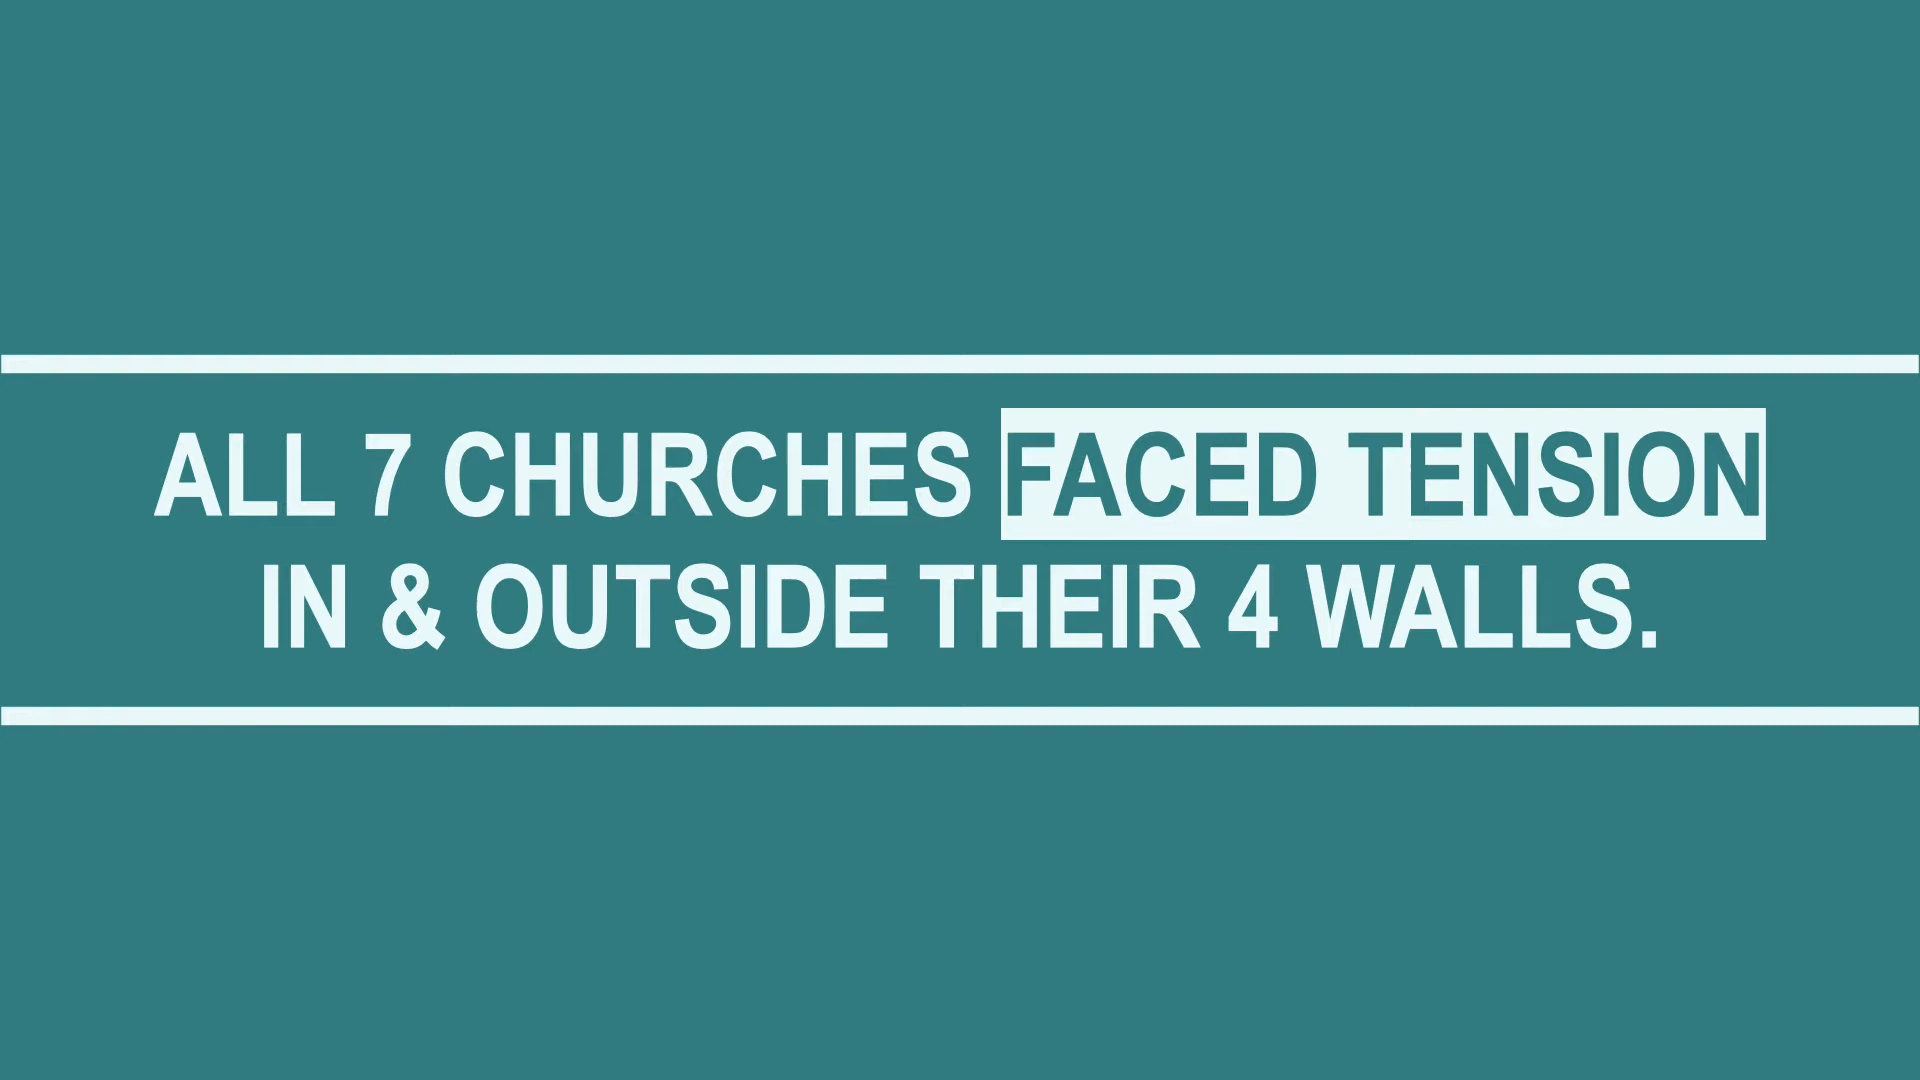 ALL 7 CHURCHES FACED TENSION
IN & OUTSIDE THEIR 4 WALLS.